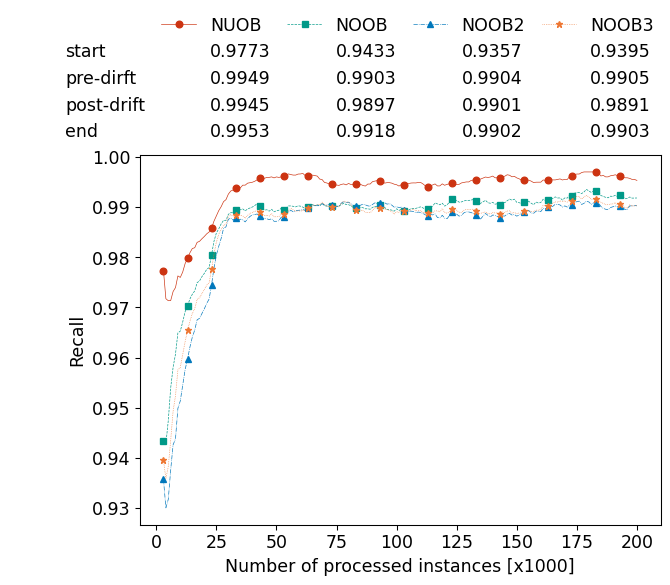 NUOB NOOB NOOB2 NOOB3
start 0.9773 0.9433 0.9357 0.9395
pre-dirft 0.9949 0.9903 0.9904 0.9905
post-drift 0.9945 0.9897 0.9901 0.9891
end 0.9953 0.9918 0.9902 0.9903
1.00
0.99
0.98
0.97
0.96
0.95
0.94
0.93
Recall
0 25 50 75 100 125 150 175 200
Number of processed instances [x1000]